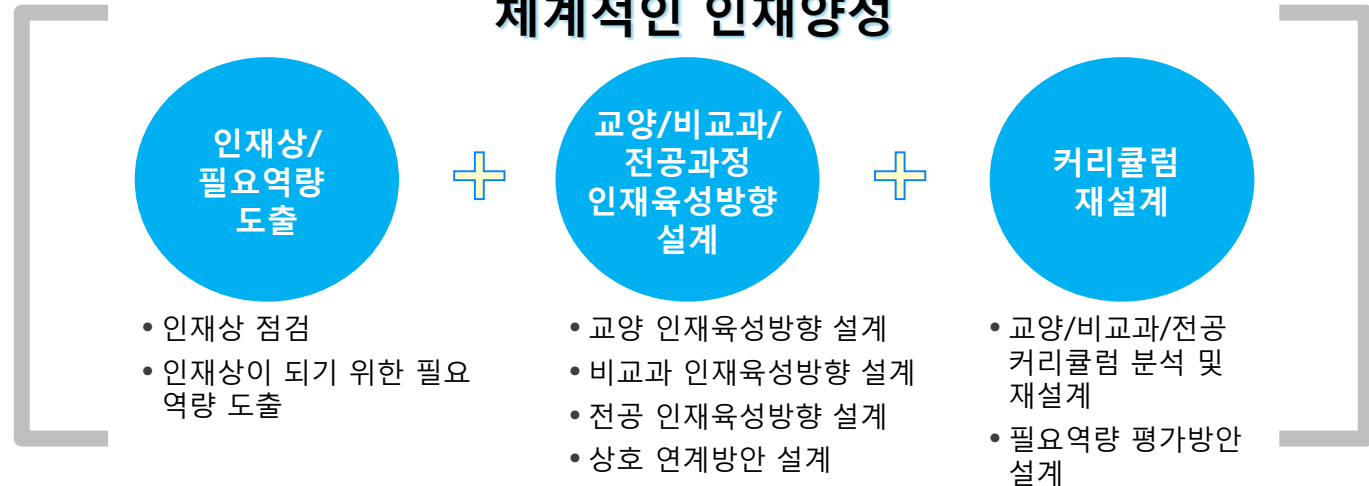 체계적인 인재양성
인재상/
필요역량
도출
교양/비교과/
전공과정
인재육성방향
설계
커리큘럼
재설계
• 인재상 점검
• 인재상이 되기 위한 필요
역량 도출
• 교양 인재육성방향 설계
• 비교과 인재육성방향 설계
• 전공 인재육성방향 설계
• 상호 연계방안 설계
• 교양/비교과/전공
커리큘럼 분석 및
재설계
• 필요역량 평가방안
설계